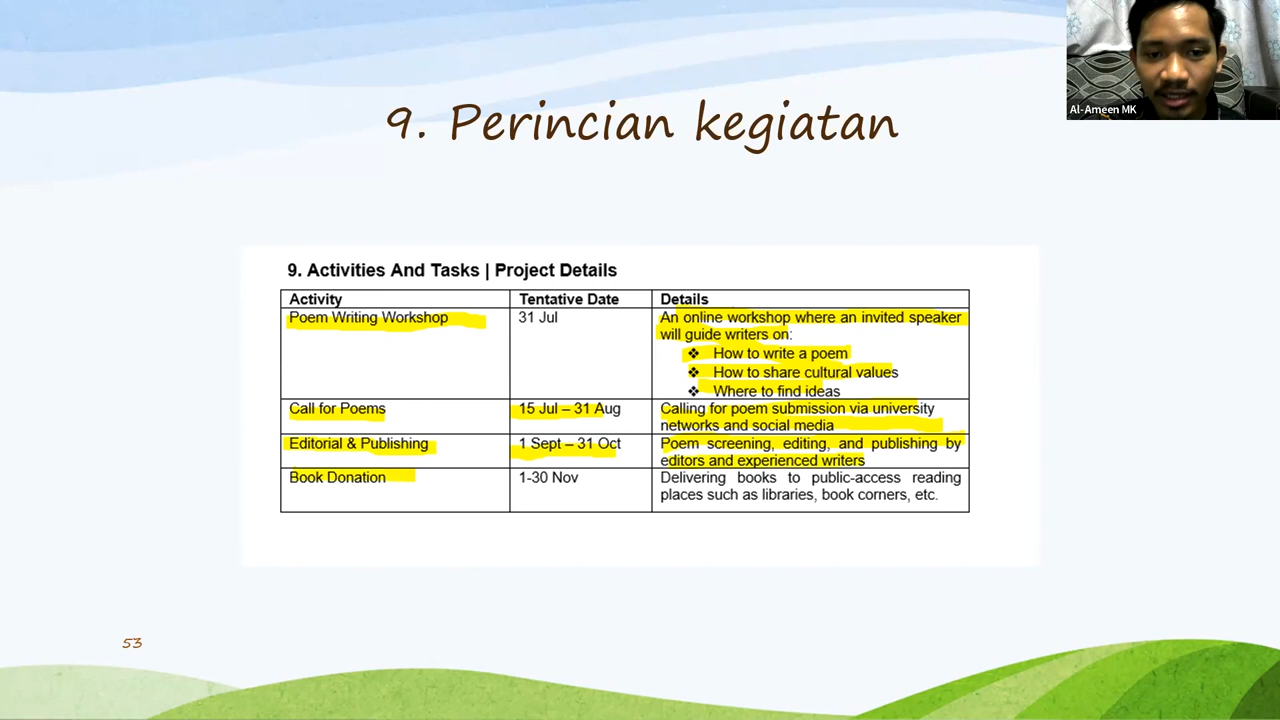 9. Perincian kegiatan
Al-Ameen MK
9. Activities And Tasks | Project Details
Activity Tentative Date Details
Poem Writing Workshop 31 Jul An online workshop where an invited speaker
will guide writers on:
❖ How to write a poem
❖ How to share cultural values
❖ Where to find ideas
Call for Poems 15 Jul – 31 Aug Calling for poem submission via university
networks and social media
Editorial & Publishing 1 Sept – 31 Oct Poem screening, editing, and publishing by
editors and experienced writers
Book Donation 1-30 Nov Delivering books to public-access reading
places such as libraries, book corners, etc.
53